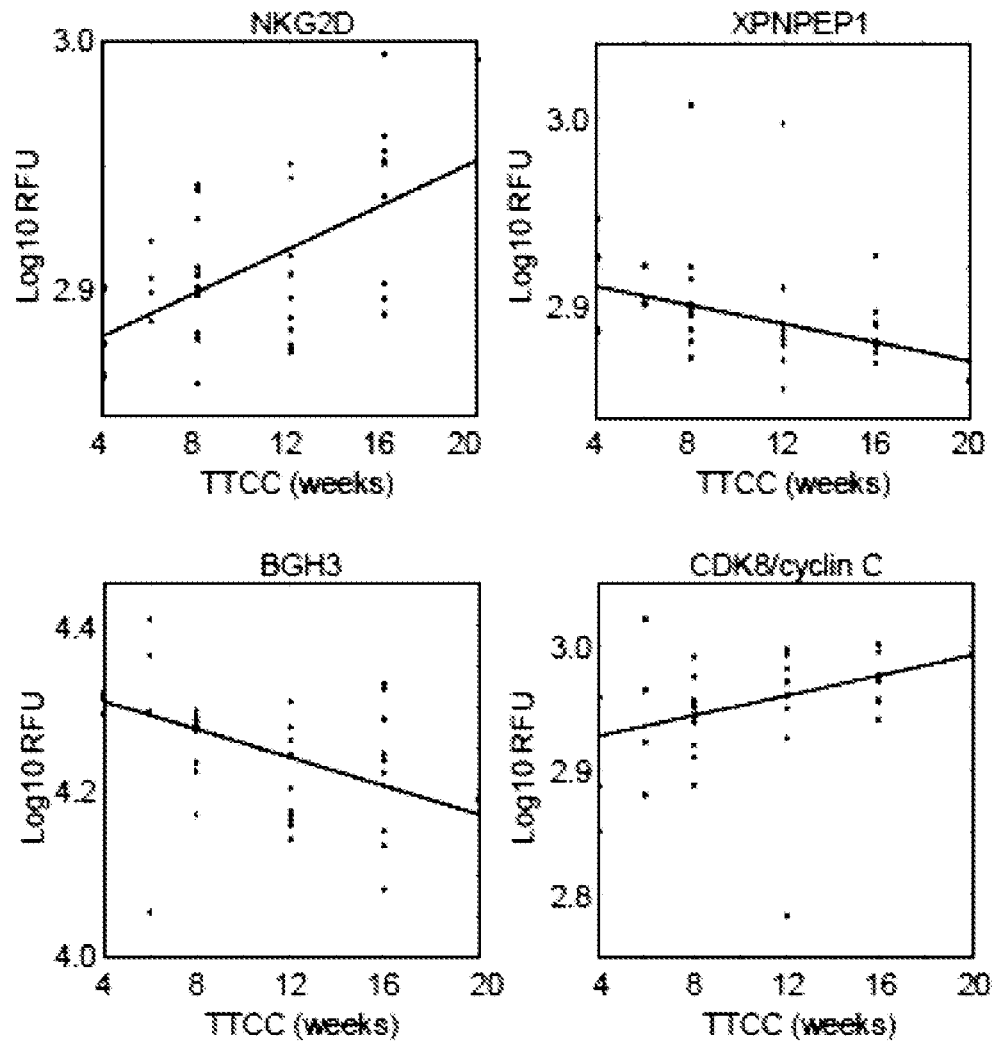 NKG2D
3.0
2.9
Log10 RFU
4 8 12 16 20
TTCC (weeks)
XPNPEP1
3.0
2.9
Log10 RFU
4 8 12 16 20
TTCC (weeks)
BGH3
4.4
4.2
4.0
Log10 RFU
4 8 12 16 20
TTCC (weeks)
CDK8/cyclin C
3.0
2.9
2.8
Log10 RFU
4 8 12 16 20
TTCC (weeks)